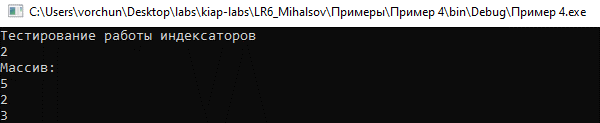 C:\Users\vorchun\Desktop\labs\kiap-labs\LR6_Mihalsov\Примеры\Пример 4\bin\Debug\Пример 4.exe
Тестирование работы индексаторов
2
Массив:
5
2
3